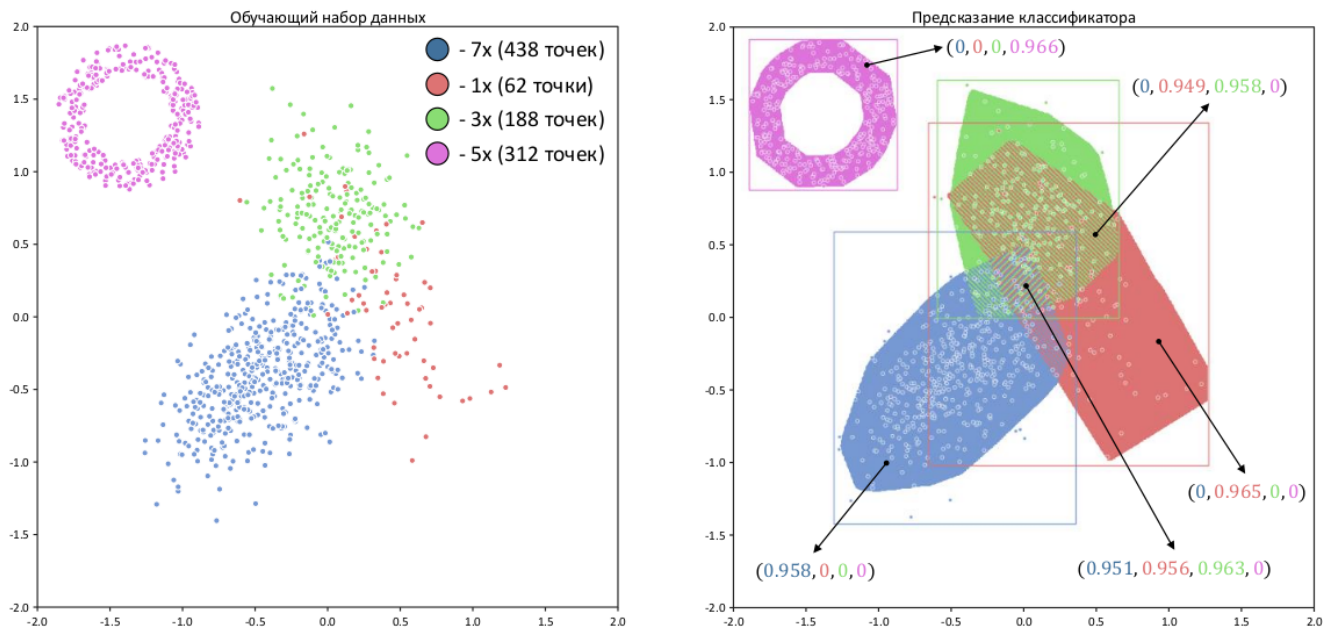 Обучающий набор данных
2.0
1.5
1.0
0.5
0.0
-0.5
-1.0
-1.5
-2.0
-2.0 -1.5 -1.0 -0.5 0.0 0.5 1.0 1.5 2.0
- 7x (438 точек)
- 1x (62 точки)
- 3x (188 точек)
- 5x (312 точек)
Предсказание классификатора
2.0
1.5
1.0
0.5
0.0
-0.5
-1.0
-1.5
-2.0
-2.0 -1.5 -1.0 -0.5 0.0 0.5 1.0 1.5 2.0
(0, 0, 0, 0.966)
(0, 0.949, 0.958, 0)
(0, 0.965, 0, 0)
(0.958, 0, 0, 0)
(0.951, 0.956, 0.963, 0)